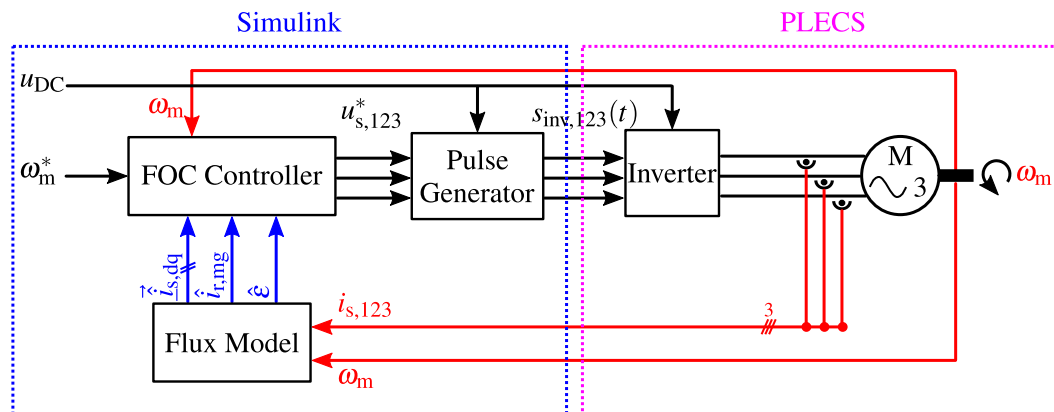 Simulink
PLECS
u_DC
ω_m
u*_s,123
s_inv,123(t)
ω*_m
FOC Controller
Pulse
Generator
Inverter
M
3
ω_m
î_s,dq
î_r,mg
ε̂
Flux Model
i_s,123
3
ω_m